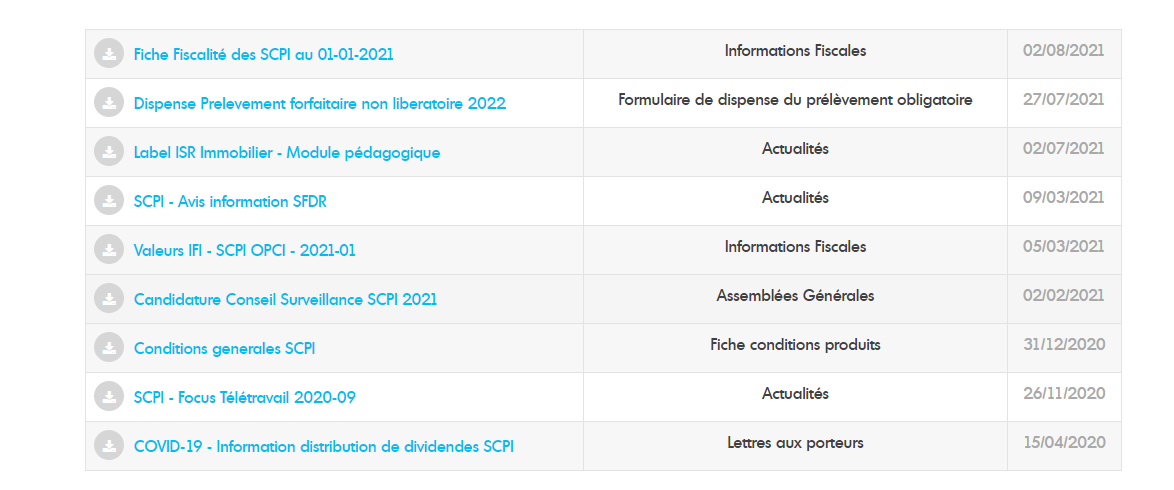 Fiche Fiscalité des SCPI au 01-01-2021 Informations Fiscales 02/08/2021
Dispense Prelevement forfaitaire non liberatoire 2022 Formulaire de dispense du prélèvement obligatoire 27/07/2021
Label ISR Immobilier - Module pédagogique Actualités 02/07/2021
SCPI - Avis information SFDR Actualités 09/03/2021
Valeurs IFI - SCPI OPCI - 2021-01 Informations Fiscales 05/03/2021
Candidature Conseil Surveillance SCPI 2021 Assemblées Générales 02/02/2021
Conditions generales SCPI Fiche conditions produits 31/12/2020
SCPI - Focus Télétravail 2020-09 Actualités 26/11/2020
COVID-19 - Information distribution de dividendes SCPI Lettres aux porteurs 15/04/2020